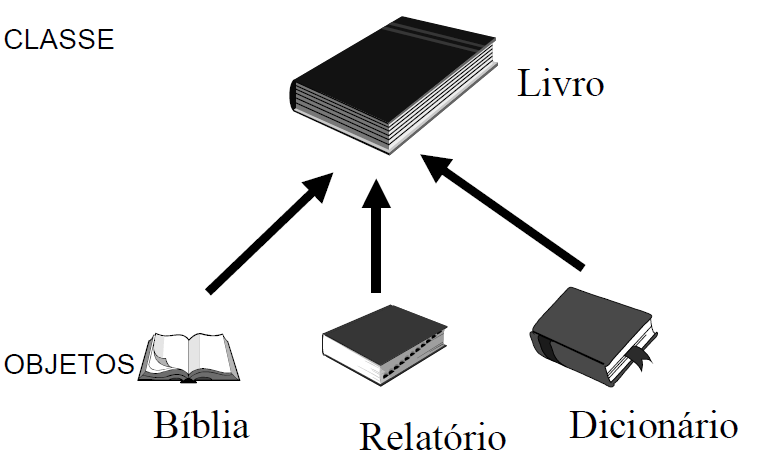 CLASSE
Livro
OBJETOS
Bíblia
Relatório
Dicionário